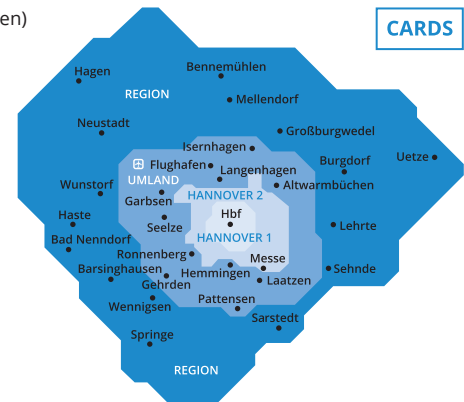 en)
CARDS
Hagen
Bennemühlen
REGION
Mellendorf
Neustadt
Großburgwedel
Isernhagen
Uetze
Flughafen
Langenhagen
Burgdorf
UMLAND
Wunstorf
Altwarmbüchen
Garbsen
HANNOVER 2
Haste
Hbf
Seelze
Lehrte
Bad Nenndorf
HANNOVER 1
Ronnenberg
Messe
Barsinghausen
Hemmingen
Sehnde
Gehrden
Laatzen
Wennigsen
Pattensen
Sarstedt
Springe
REGION